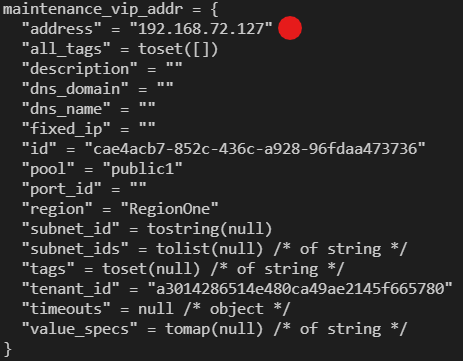 maintenance_vip_addr = {
  "address" = "192.168.72.127"
  "all_tags" = toset([])
  "description" = ""
  "dns_domain" = ""
  "dns_name" = ""
  "fixed_ip" = ""
  "id" = "cae4acb7-852c-436c-a928-96fdaa473736"
  "pool" = "public1"
  "port_id" = ""
  "region" = "RegionOne"
  "subnet_id" = tostring(null)
  "subnet_ids" = tolist(null) /* of string */
  "tags" = toset(null) /* of string */
  "tenant_id" = "a3014286514e480ca49ae2145f665780"
  "timeouts" = null /* object */
  "value_specs" = tomap(null) /* of string */
}